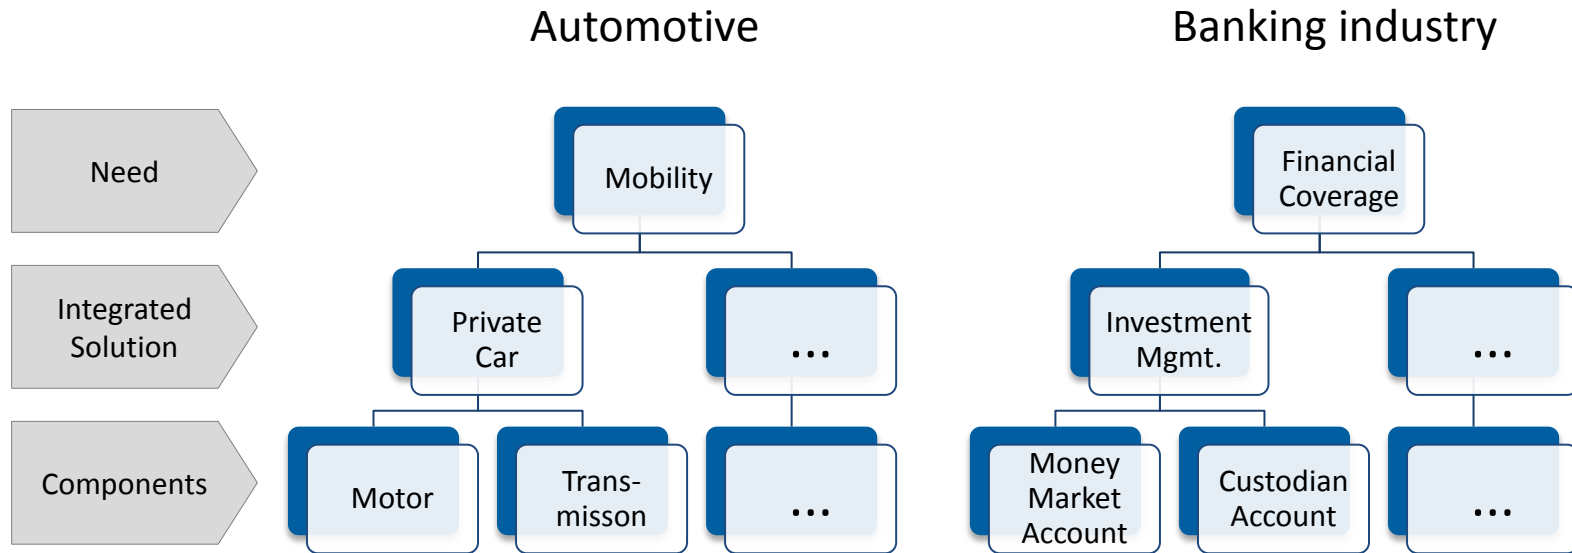 Automotive
Banking industry
Need
Mobility
Financial
Coverage
Integrated
Solution
Private
Car
...
Investment
Mgmt.
...
Components
Motor
Trans-
misson
...
Money
Market
Account
Custodian
Account
...